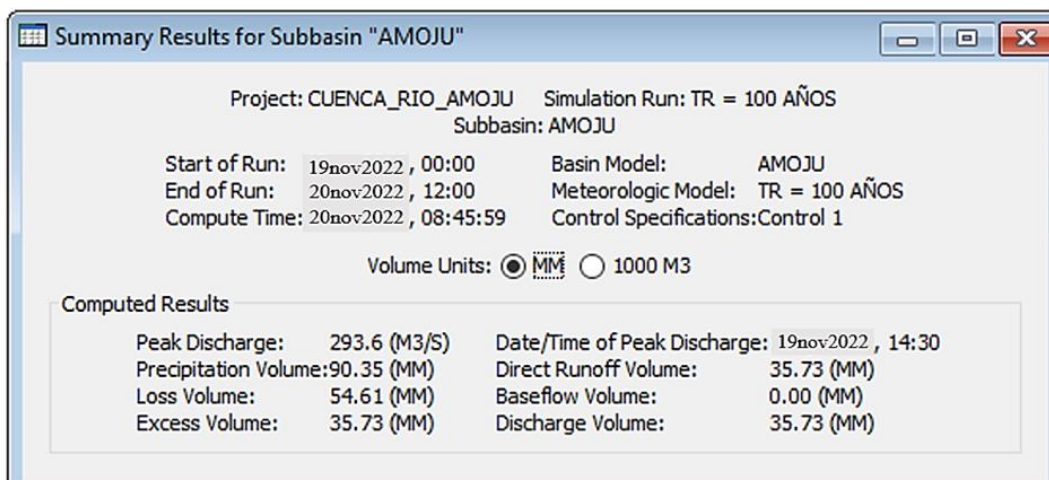 Summary Results for Subbasin "AMOJU"
Project: CUENCA_RIO_AMOJU Simulation Run: TR = 100 AÑOS
Subbasin: AMOJU
Start of Run: 19nov2022, 00:00 Basin Model: AMOJU
End of Run: 20nov2022, 12:00 Meteorologic Model: TR = 100 AÑOS
Compute Time: 20nov2022, 08:45:59 Control Specifications:Control 1
Volume Units: MM 1000 M3
Computed Results
Peak Discharge: 293.6 (M3/S) Date/Time of Peak Discharge: 19nov2022, 14:30
Precipitation Volume:90.35 (MM) Direct Runoff Volume: 35.73 (MM)
Loss Volume: 54.61 (MM) Baseflow Volume: 0.00 (MM)
Excess Volume: 35.73 (MM) Discharge Volume: 35.73 (MM)